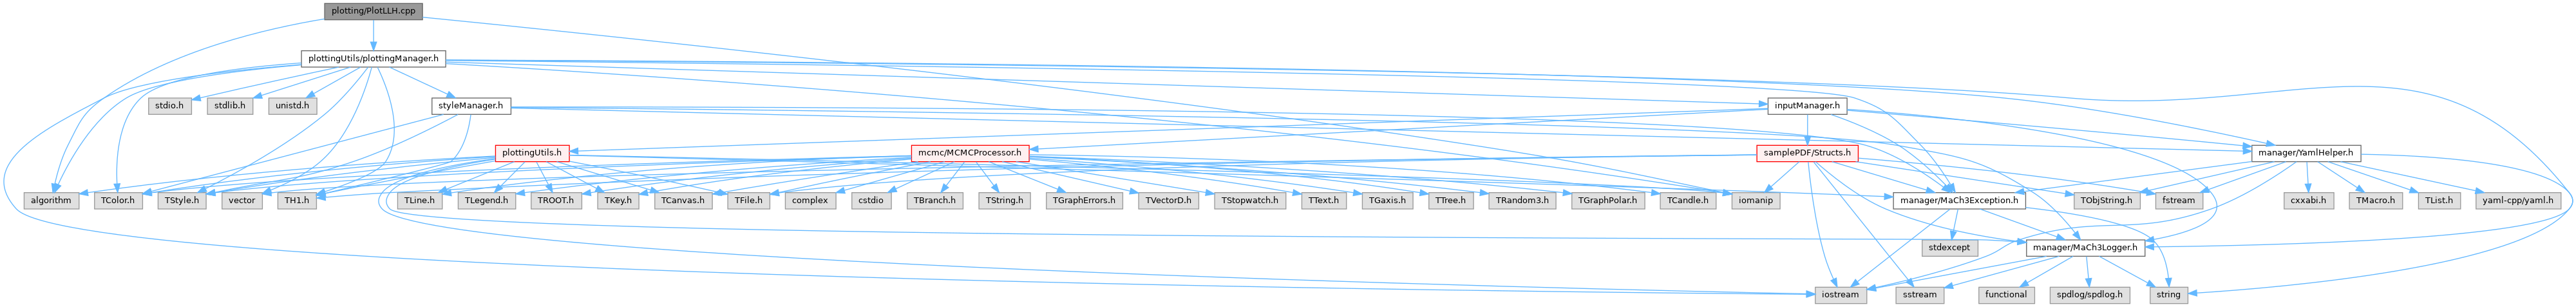 plotting/PlotLLH.cpp
plottingUtils/plottingManager.h
stdio.h
stdlib.h
unistd.h
styleManager.h
inputManager.h
plottingUtils.h
mcmc/MCMCProcessor.h
samplePDF/Structs.h
manager/YamlHelper.h
algorithm
TColor.h
TStyle.h
vector
TH1.h
TLine.h
TLegend.h
TROOT.h
TKey.h
TCanvas.h
TFile.h
complex
cstdio
TBranch.h
TString.h
TGraphErrors.h
TVectorD.h
TStopwatch.h
TText.h
TGaxis.h
TTree.h
TRandom3.h
TGraphPolar.h
TCandle.h
iomanip
manager/MaCh3Exception.h
TObjString.h
fstream
cxxabi.h
TMacro.h
TList.h
yaml-cpp/yaml.h
stdexcept
manager/MaCh3Logger.h
iostream
sstream
functional
spdlog/spdlog.h
string